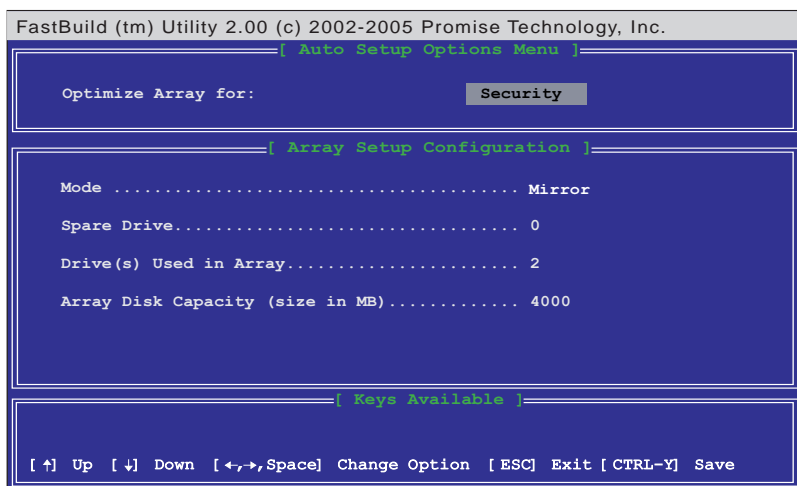 FastBuild (tm) Utility 2.00 (c) 2002-2005 Promise Technology, Inc.
[ Auto Setup Options Menu ]
Optimize Array for: Security
[ Array Setup Configuration ]
Mode ........................................ Mirror
Spare Drive.................................. 0
Drive(s) Used in Array....................... 2
Array Disk Capacity (size in MB)............. 4000
[ Keys Available ]
[↑] Up [↓] Down [←,→,Space] Change Option [ESC] Exit [CTRL-Y] Save